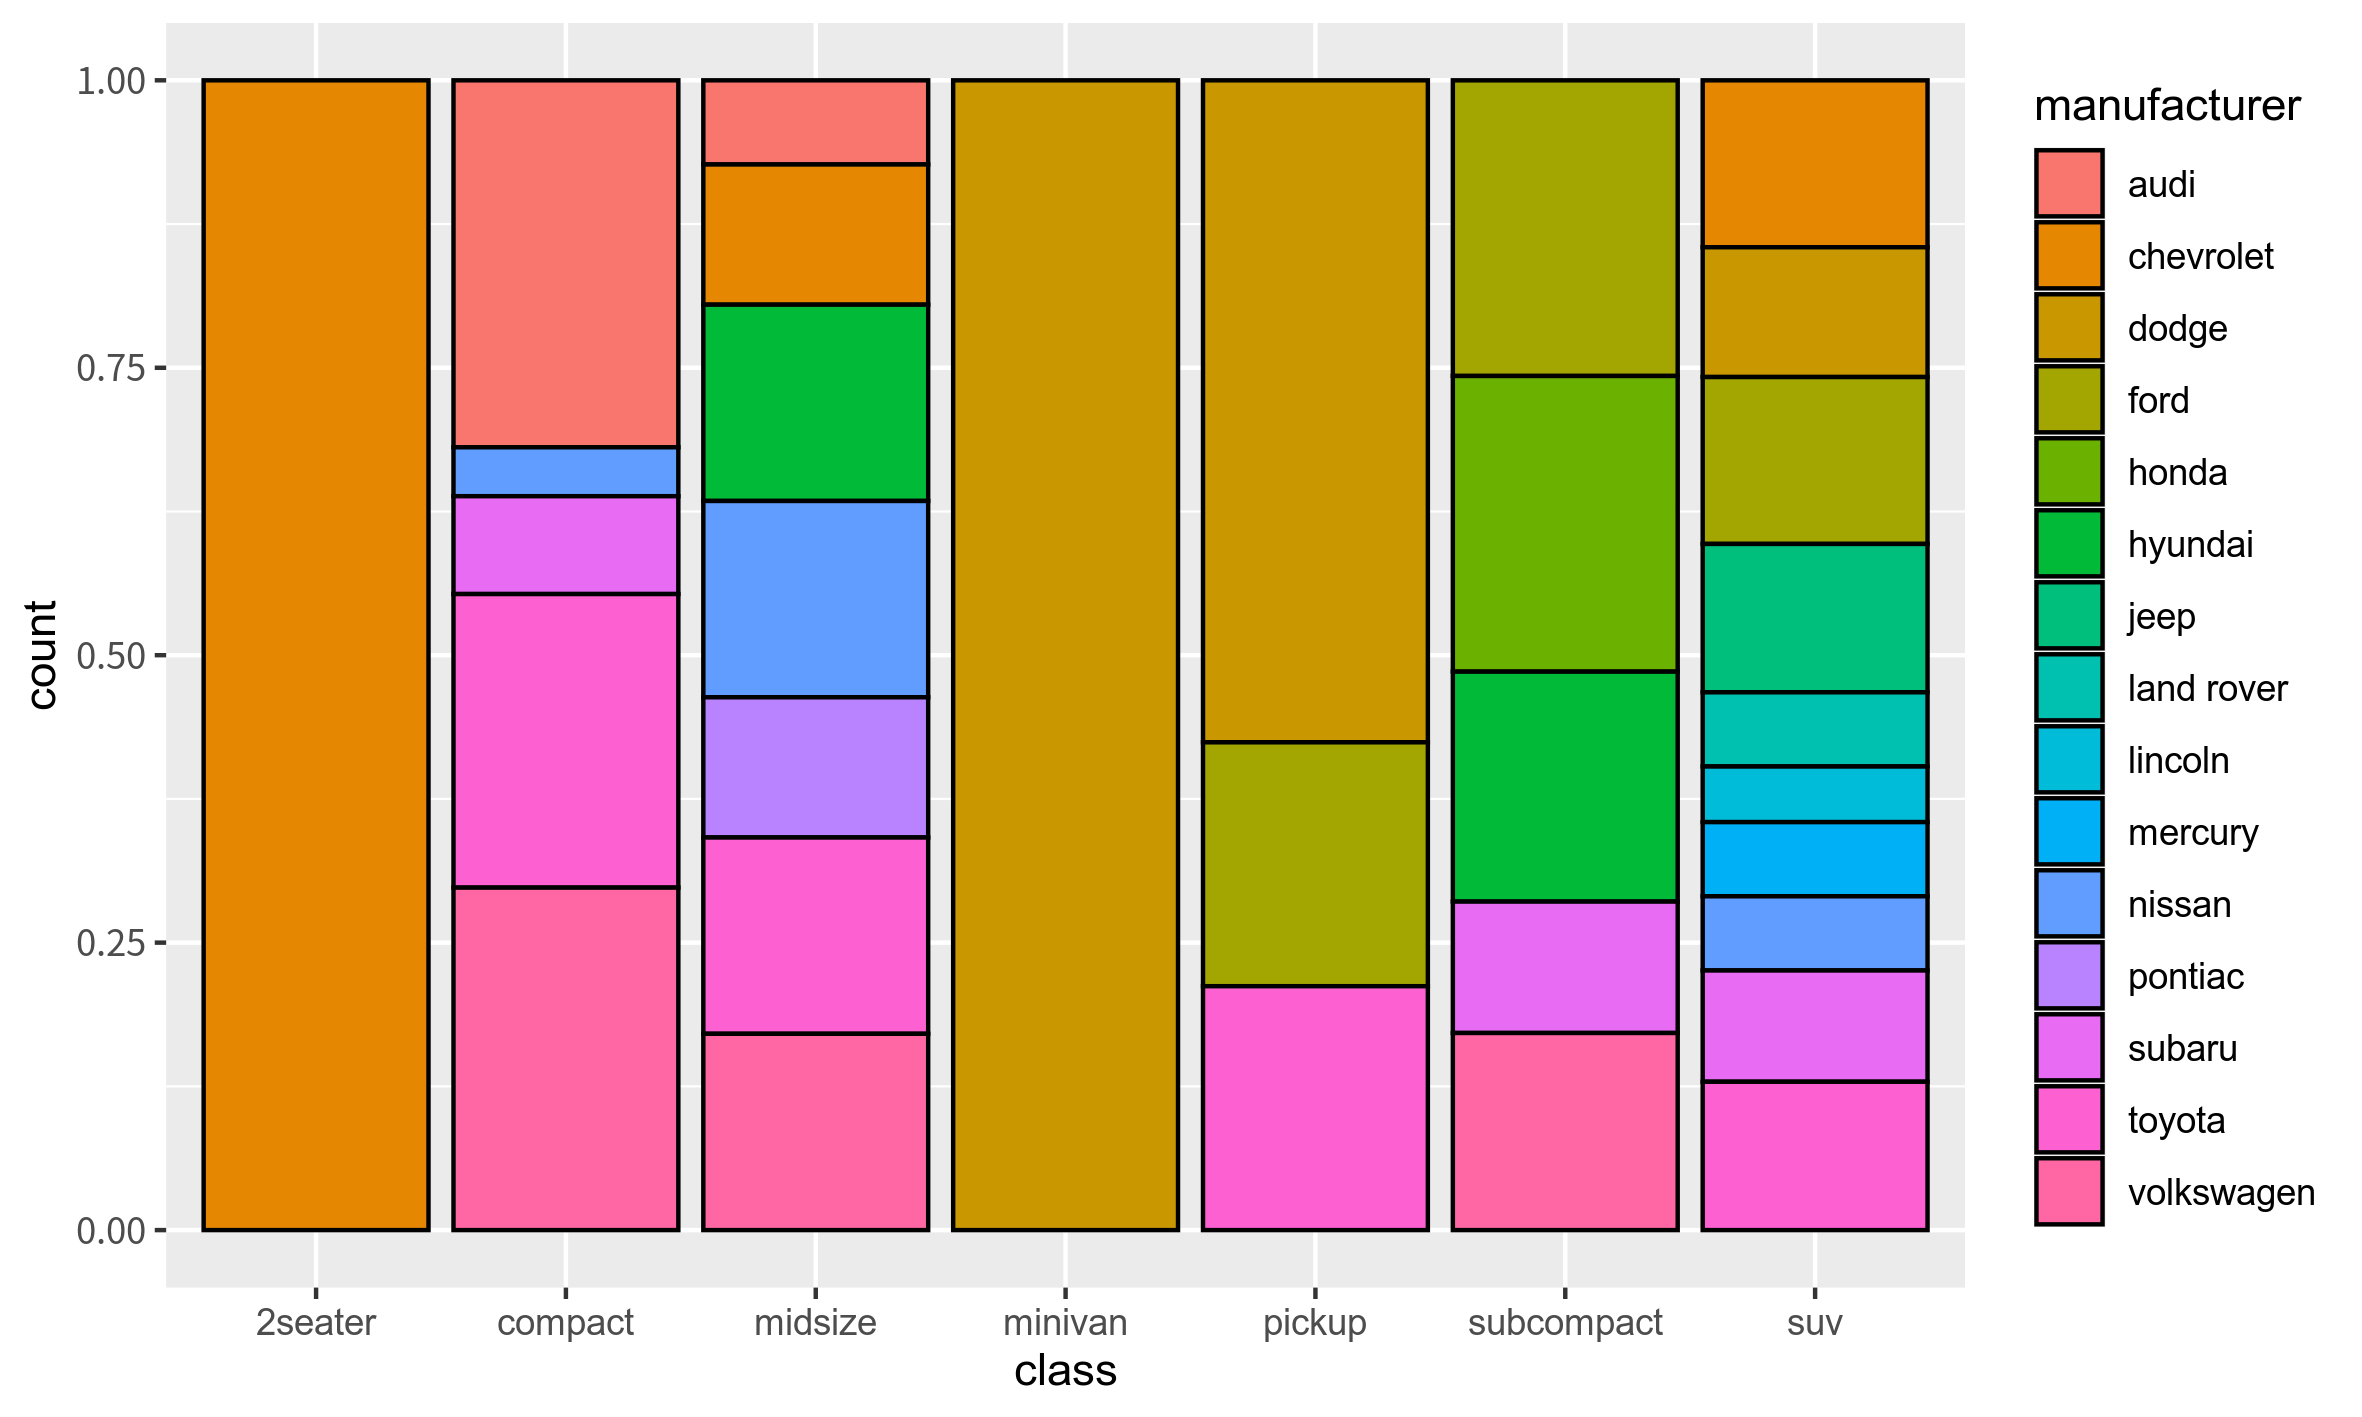 1.00
0.75
0.50
0.25
0.00
count
2seater compact midsize minivan pickup subcompact suv
class
manufacturer
audi
chevrolet
dodge
ford
honda
hyundai
jeep
land rover
lincoln
mercury
nissan
pontiac
subaru
toyota
volkswagen